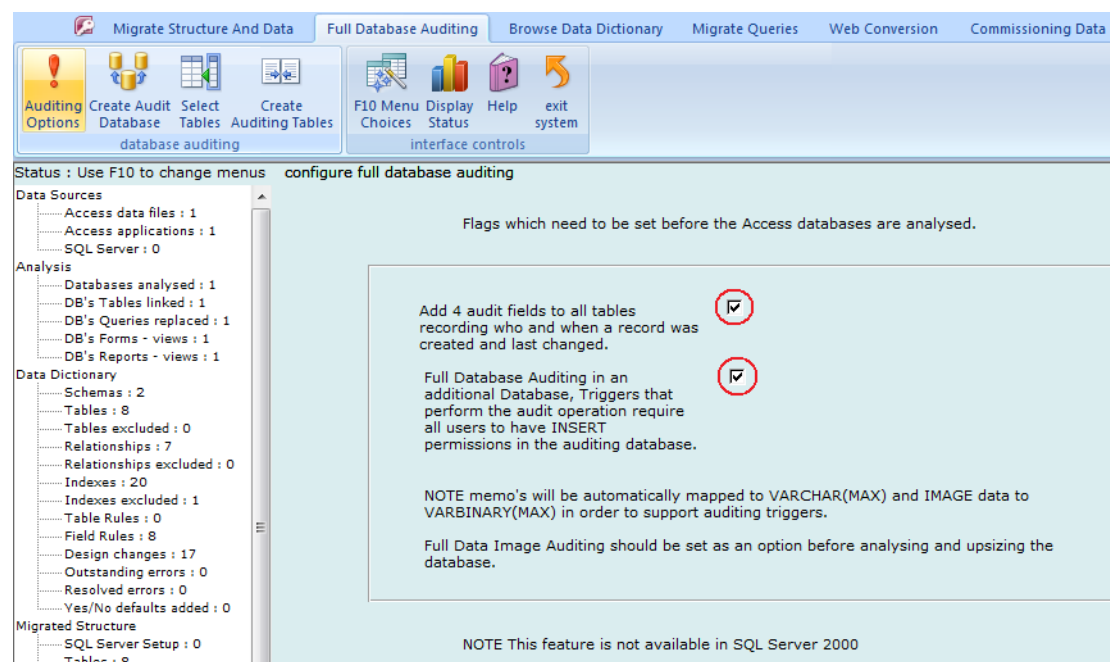 Migrate Structure And Data
Full Database Auditing
Browse Data Dictionary
Migrate Queries
Web Conversion
Commissioning Data
Auditing Options
Create Audit Database
Select Tables
Create Auditing Tables
database auditing
F10 Menu Choices
Display Status
Help
exit system
interface controls
Status : Use F10 to change menus
configure full database auditing
Data Sources
Access data files : 1
Access applications : 1
SQL Server : 0
Analysis
Databases analysed : 1
DB's Tables linked : 1
DB's Queries replaced : 1
DB's Forms - views : 1
DB's Reports - views : 1
Data Dictionary
Schemas : 2
Tables : 8
Tables excluded : 0
Relationships : 7
Relationships excluded : 0
Indexes : 20
Indexes excluded : 1
Table Rules : 0
Field Rules : 8
Design changes : 17
Outstanding errors : 0
Resolved errors : 0
Yes/No defaults added : 0
Migrated Structure
SQL Server Setup : 0
Tables : 8
Flags which need to be set before the Access databases are analysed.
Add 4 audit fields to all tables
recording who and when a record was
created and last changed.
Full Database Auditing in an
additional Database, Triggers that
perform the audit operation require
all users to have INSERT
permissions in the auditing database.
NOTE memo's will be automatically mapped to VARCHAR(MAX) and IMAGE data to
VARBINARY(MAX) in order to support auditing triggers.
Full Data Image Auditing should be set as an option before analysing and upsizing the
database.
NOTE This feature is not available in SQL Server 2000